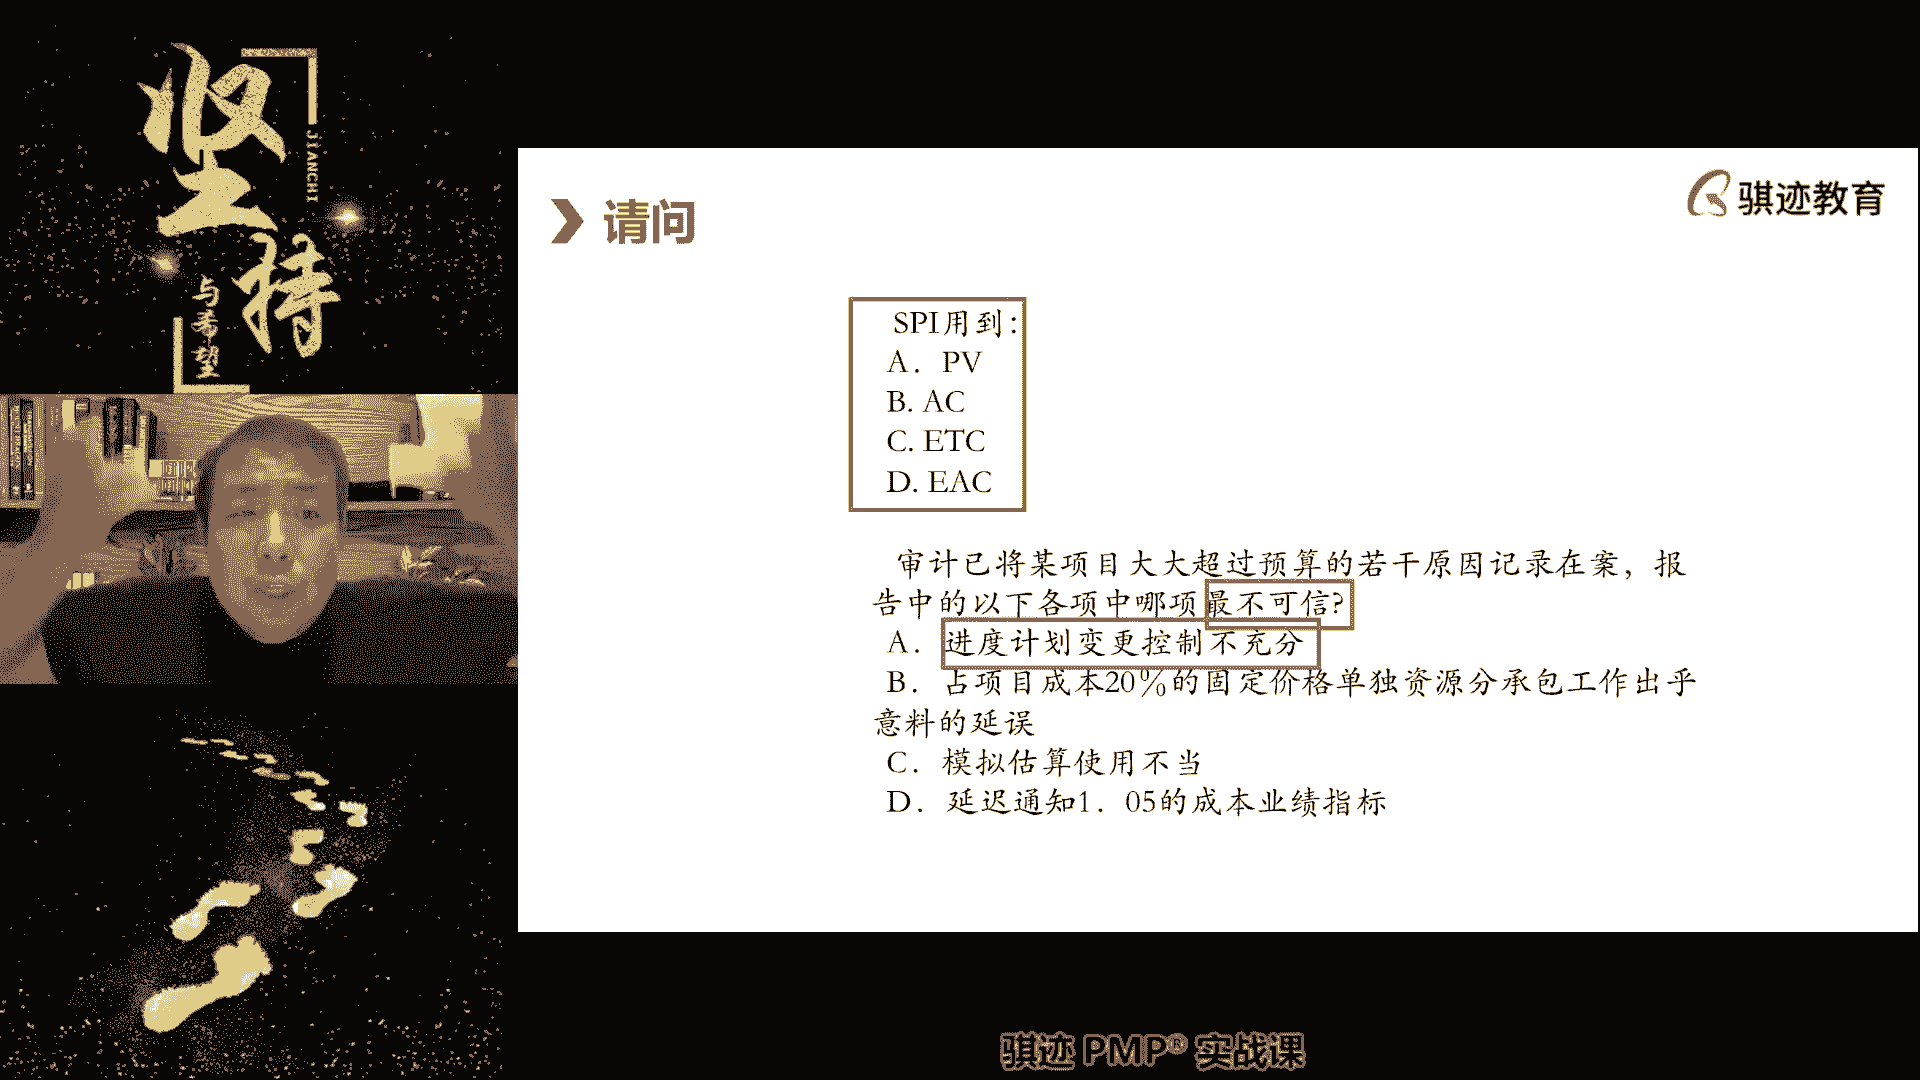 坚持
JIANCHI
与希望
请问
骐迹教育
SPI用到:
A. PV
B. AC
C. ETC
D. EAC
审计已将某项目大大超过预算的若干原因记录在案，报
告中的以下各项中哪项最不可信?
A. 进度计划变更控制不充分
B. 占项目成本20％的固定价格单独资源分承包工作出乎
意料的延误
C. 模拟估算使用不当
D. 延迟通知1．05的成本业绩指标
骐迹 PMP® 实战课